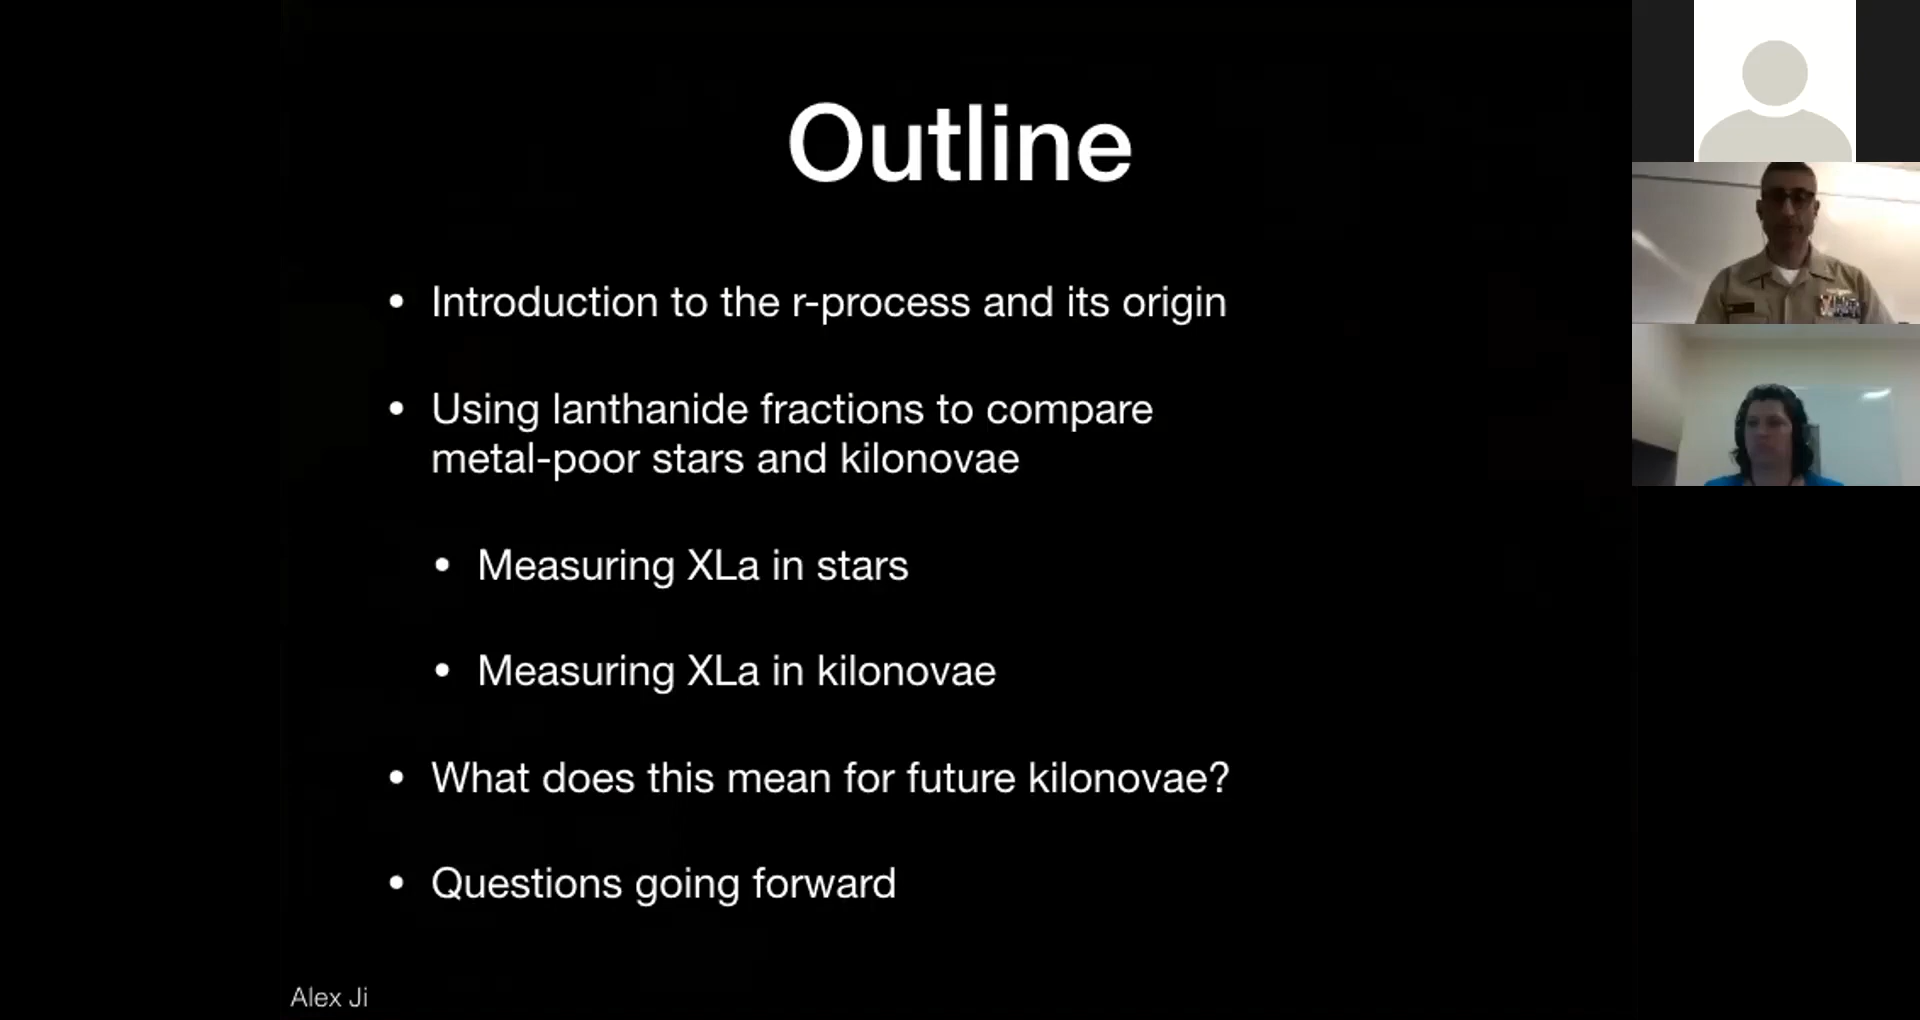 Outline
• Introduction to the r-process and its origin
• Using lanthanide fractions to compare
metal-poor stars and kilonovae
• Measuring XLa in stars
• Measuring XLa in kilonovae
• What does this mean for future kilonovae?
• Questions going forward
Alex Ji